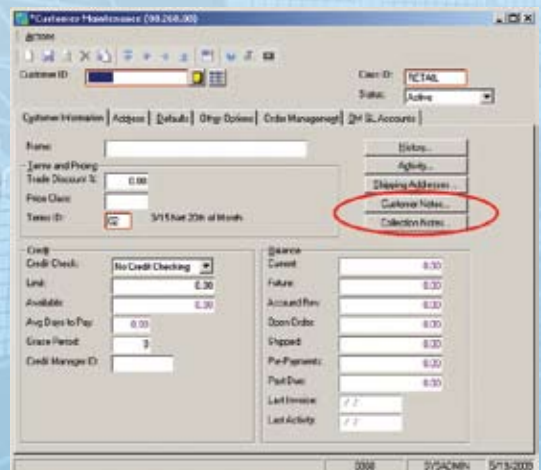 *Customer Maintenance (08.260.00)
Actions
Customer ID:
Class ID: RETAIL
Status: Active
Customer Information Address Defaults Other Options Order Management OM GL Accounts
Name:
History...
Activity...
Shipping Addresses...
Customer Notes...
Collection Notes...
Terms and Pricing
Trade Discount %: 0.00
Price Class:
Terms ID: 3/15 Net 20th of Month
Credit
Credit Check: No Credit Checking
Limit: 0.00
Available: 0.00
Avg Days to Pay: 0.00
Grace Period: 0
Credit Manager ID:
Balance
Current: 0.00
Future: 0.00
Accrued Rev: 0.00
Open Order: 0.00
Shipped: 0.00
Pre-Payments: 0.00
Past Due: 0.00
Last Invoice: / /
Last Activity: / /
SYSADMIN